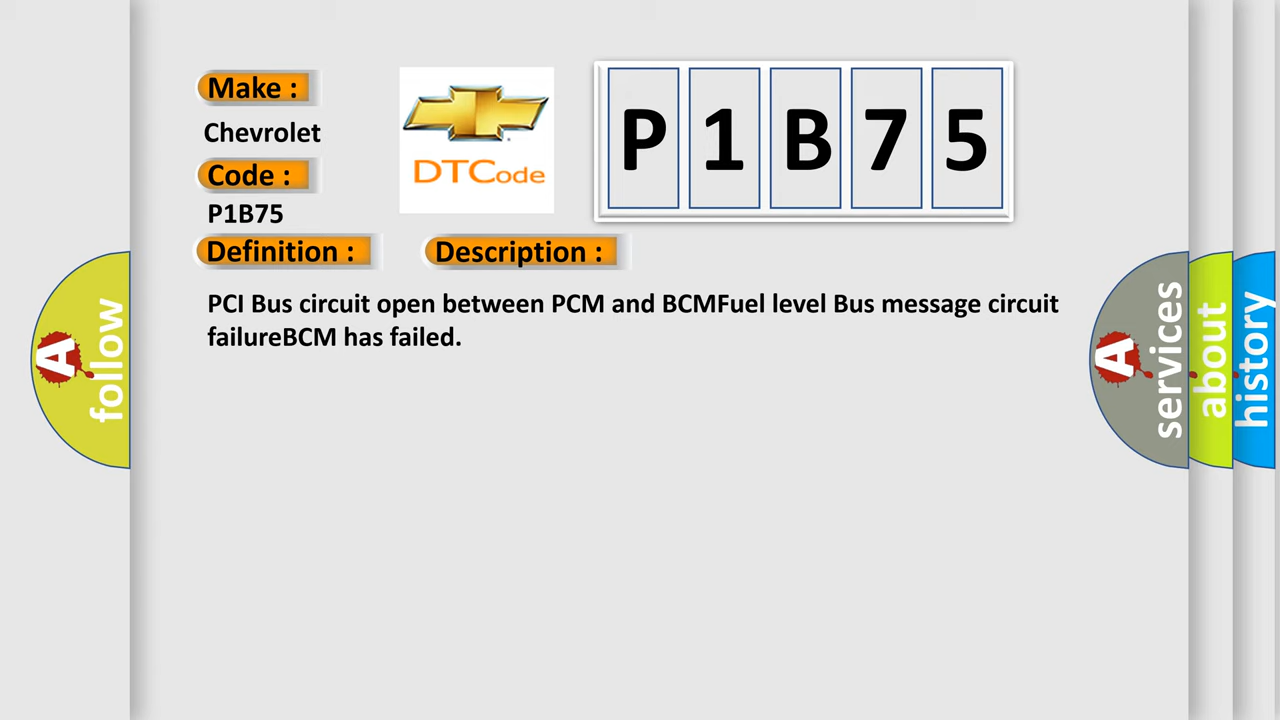 Make :
Chevrolet
Code :
P1B75
Definition :
Description :
PCI Bus circuit open between PCM and BCMFuel level Bus message circuit
failureBCM has failed.
DTCode
P 1 B 7 5
A follow
A services
about
history